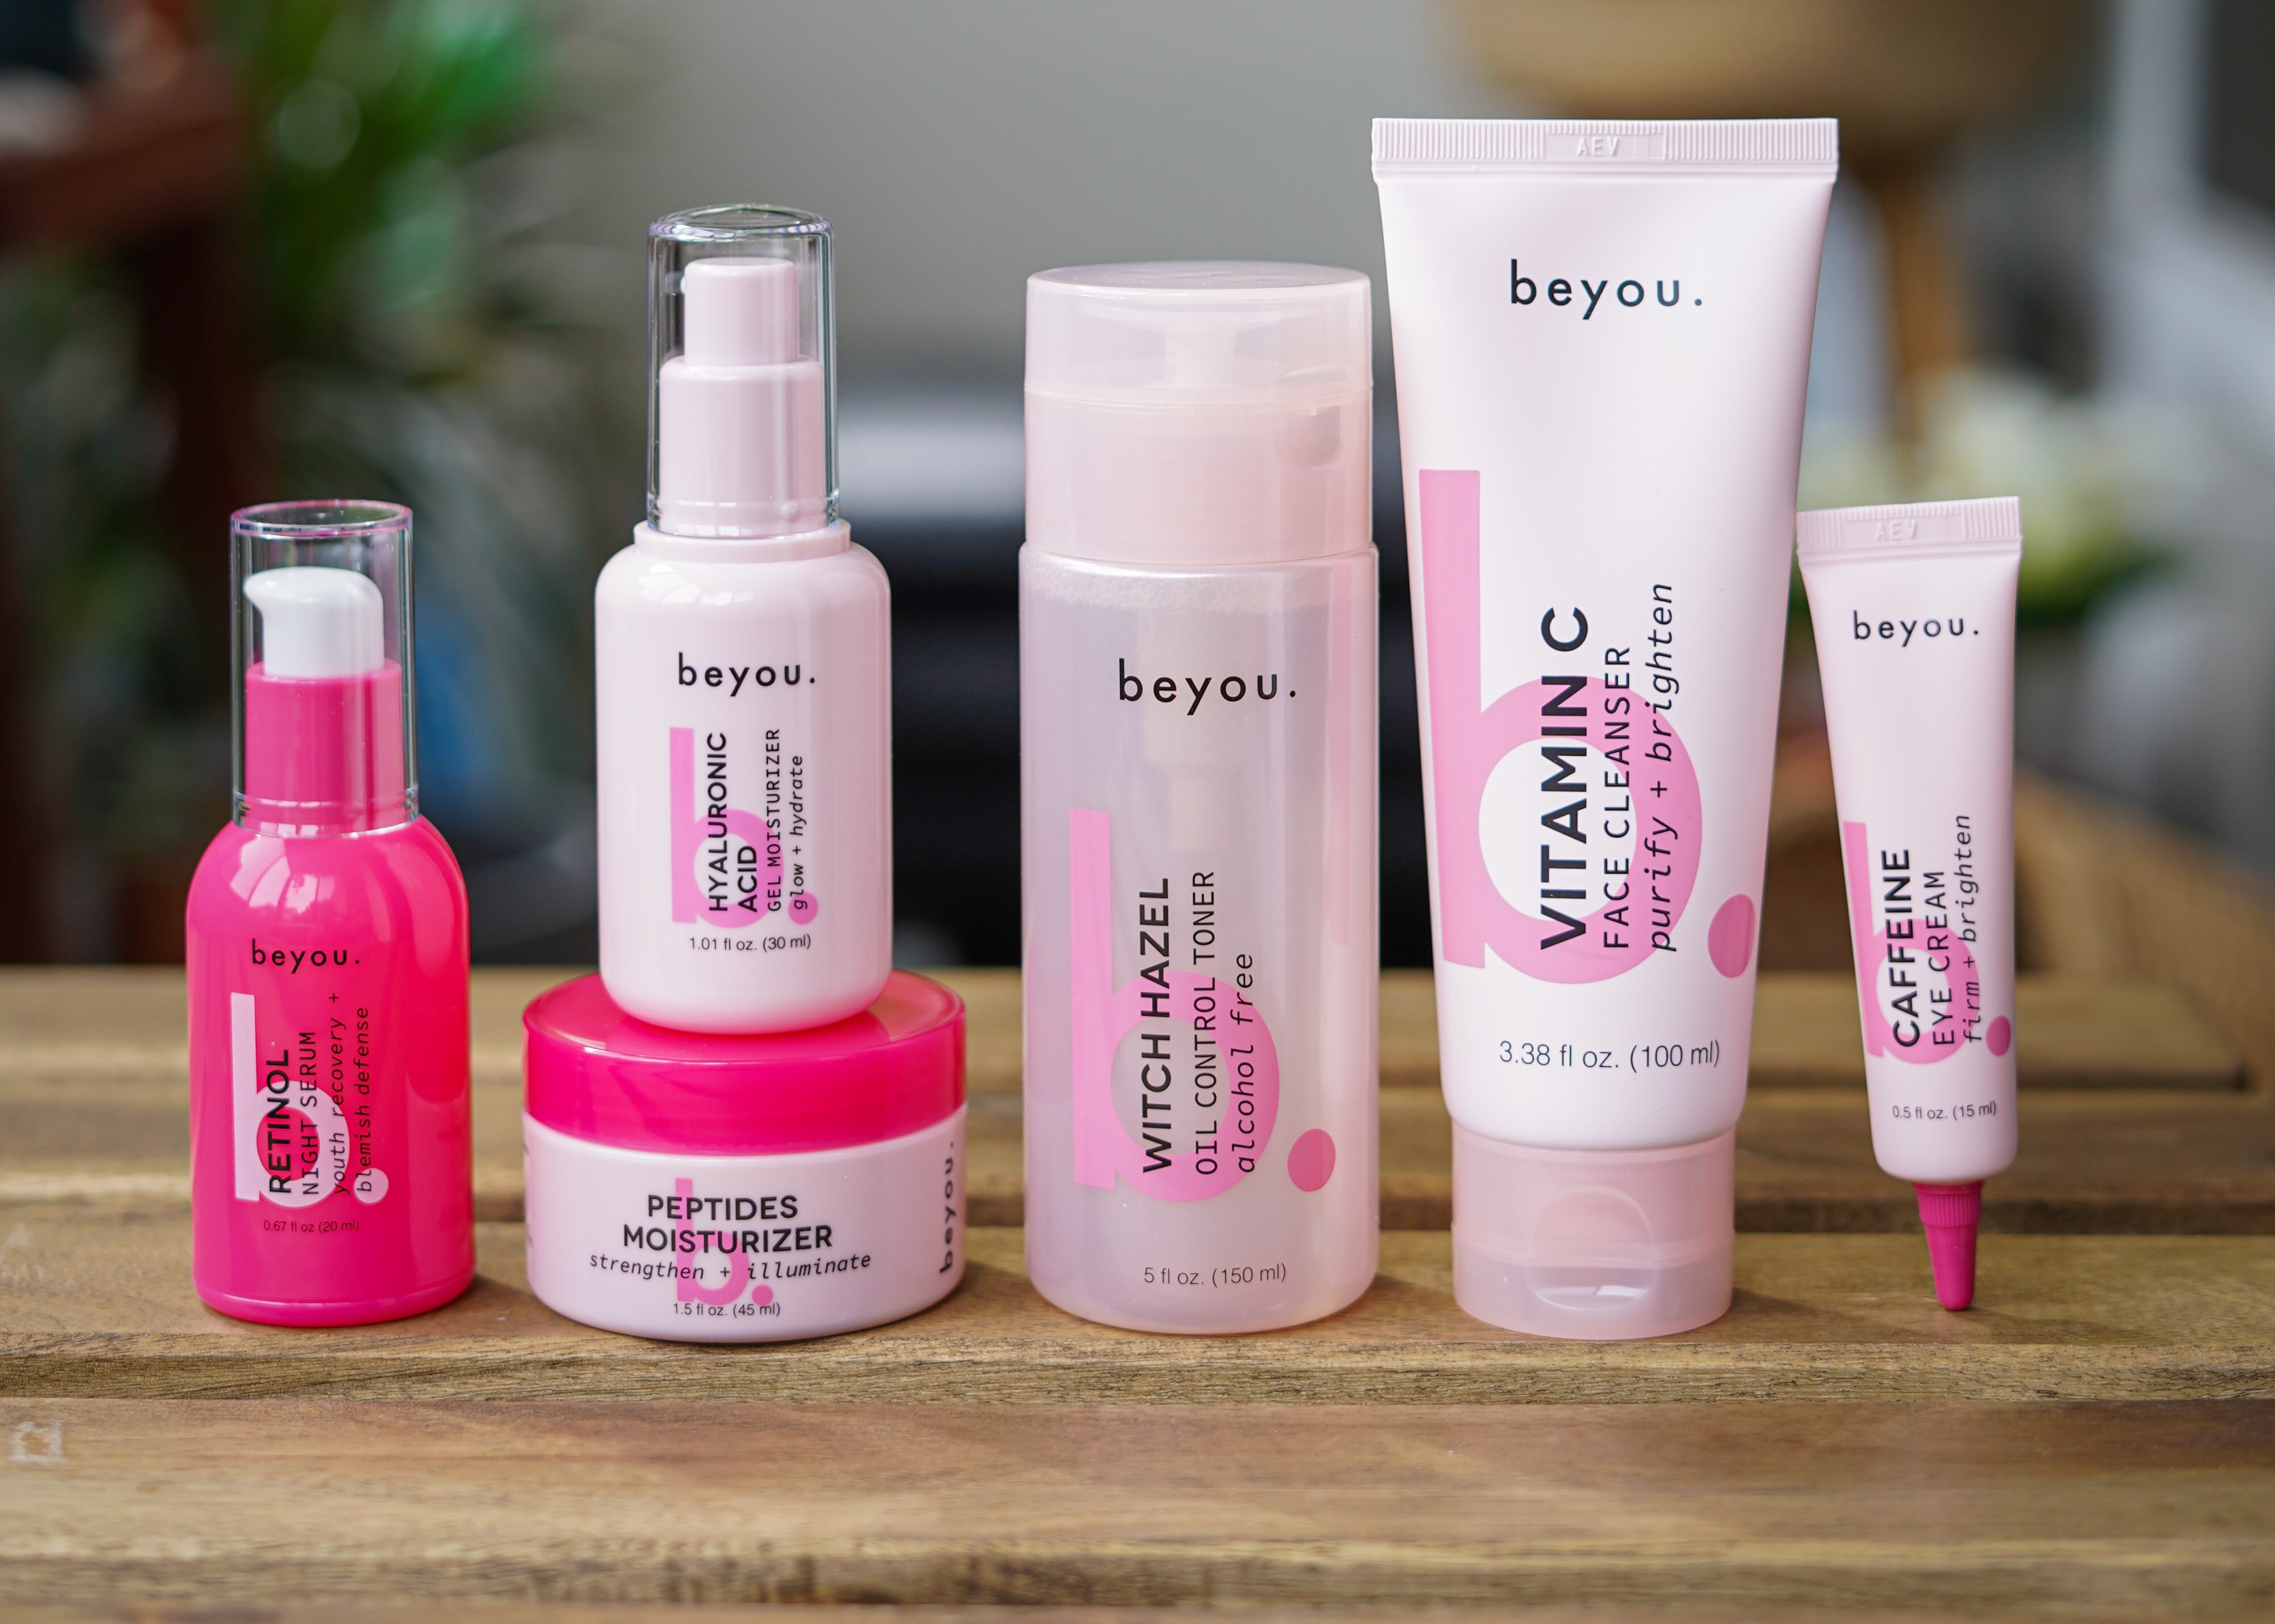 beyou.
RETINOL
NIGHT SERUM
youth recovery +
blemish defense
0.67 fl oz (20 ml)
beyou.
HYALURONIC
ACID
GEL MOISTURIZER
glow + hydrate
1.01 fl oz. (30 ml)
b.
PEPTIDES
MOISTURIZER
strengthen + illuminate
1.5 fl oz. (45 ml)
beyou.
b.
beyou.
WITCH HAZEL
OIL CONTROL TONER
alcohol free
5 fl oz. (150 ml)
b.
AEV
beyou.
VITAMIN C
FACE CLEANSER
purify + brighten
3.38 fl oz. (100 ml)
b.
AEV
beyou.
CAFFEINE
EYE CREAM
firm + brighten
0.5 fl oz. (15 ml)
b.
b.